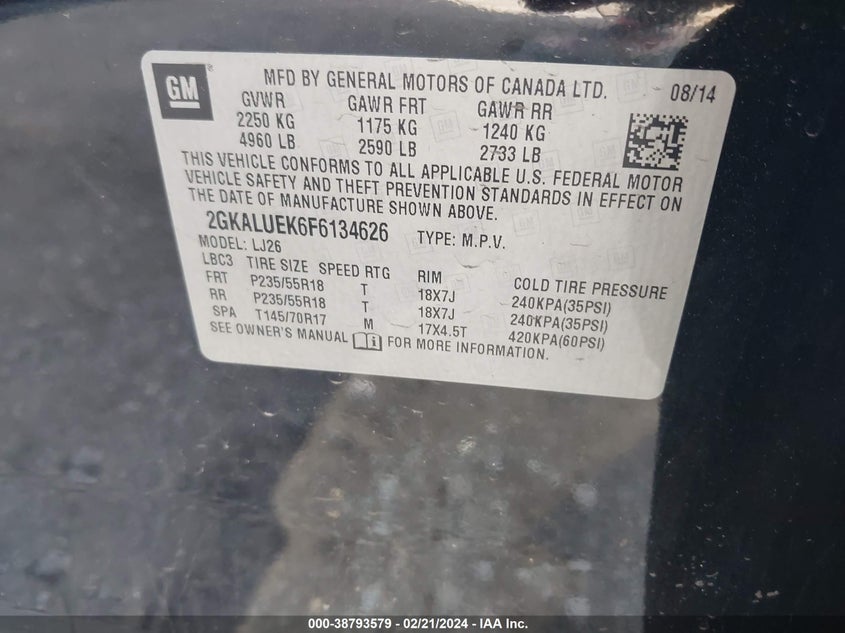 GM
MFD BY GENERAL MOTORS OF CANADA LTD. 08/14
GVWR GAWR FRT GAWR RR
2250 KG 1175 KG 1240 KG
4960 LB 2590 LB 2733 LB
THIS VEHICLE CONFORMS TO ALL APPLICABLE U.S. FEDERAL MOTOR
VEHICLE SAFETY AND THEFT PREVENTION STANDARDS IN EFFECT ON
THE DATE OF MANUFACTURE SHOWN ABOVE.
2GKALUEK6F6134626 TYPE: M.P.V.
MODEL: LJ26
LBC3 TIRE SIZE SPEED RTG RIM COLD TIRE PRESSURE
FRT P235/55R18 T 18X7J 240KPA(35PSI)
RR P235/55R18 T 18X7J 240KPA(35PSI)
SPA T145/70R17 M 17X4.5T 420KPA(60PSI)
SEE OWNER'S MANUAL FOR MORE INFORMATION.
000-38793579 - 02/21/2024 - IAA Inc.